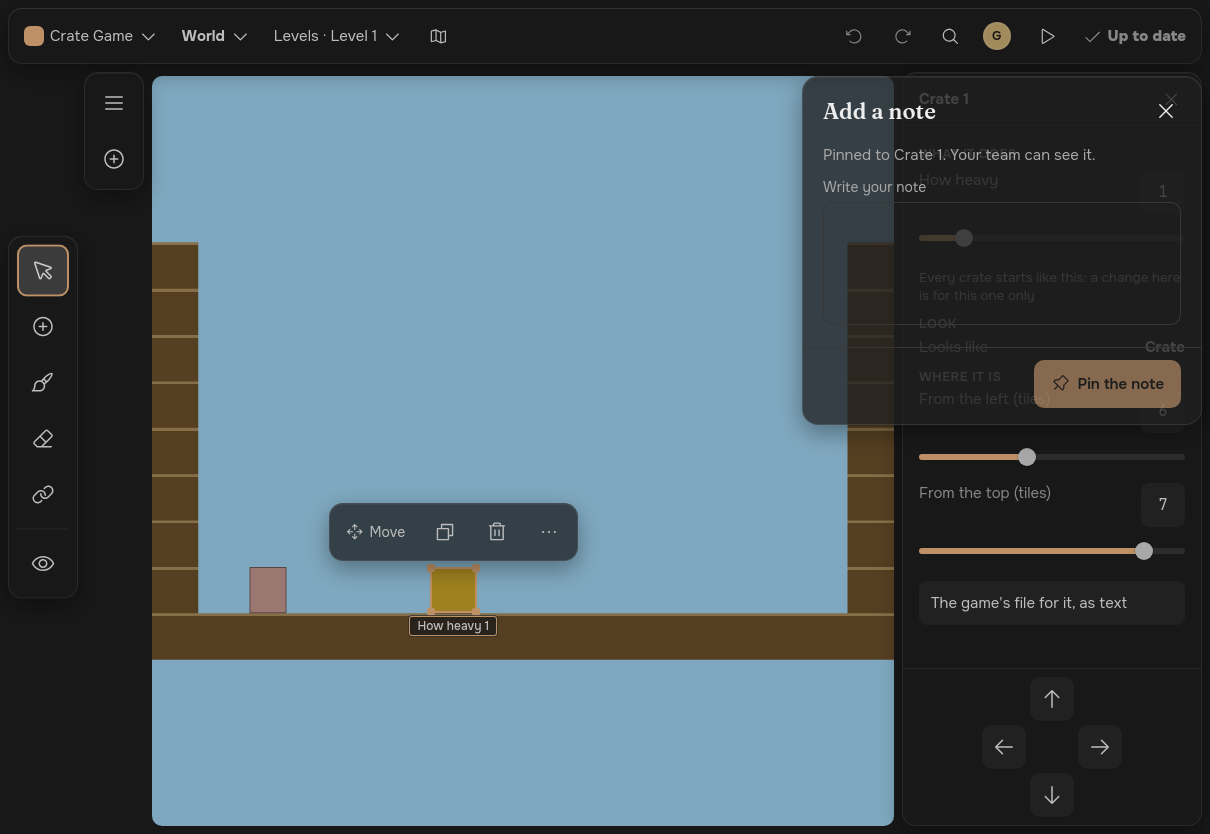 Crate Game
World
Levels · Level 1
G
Up to date
Crate 1
Add a note
Pinned to Crate 1. Your team can see it.
How heavy
1
Write your note
Every crate starts like this: a change here
is for this one only
LOOK
Looks like
Crate
WHERE IT IS
Pin the note
From the left (tiles)
6
From the top (tiles)
7
Move
How heavy 1
The game's file for it, as text